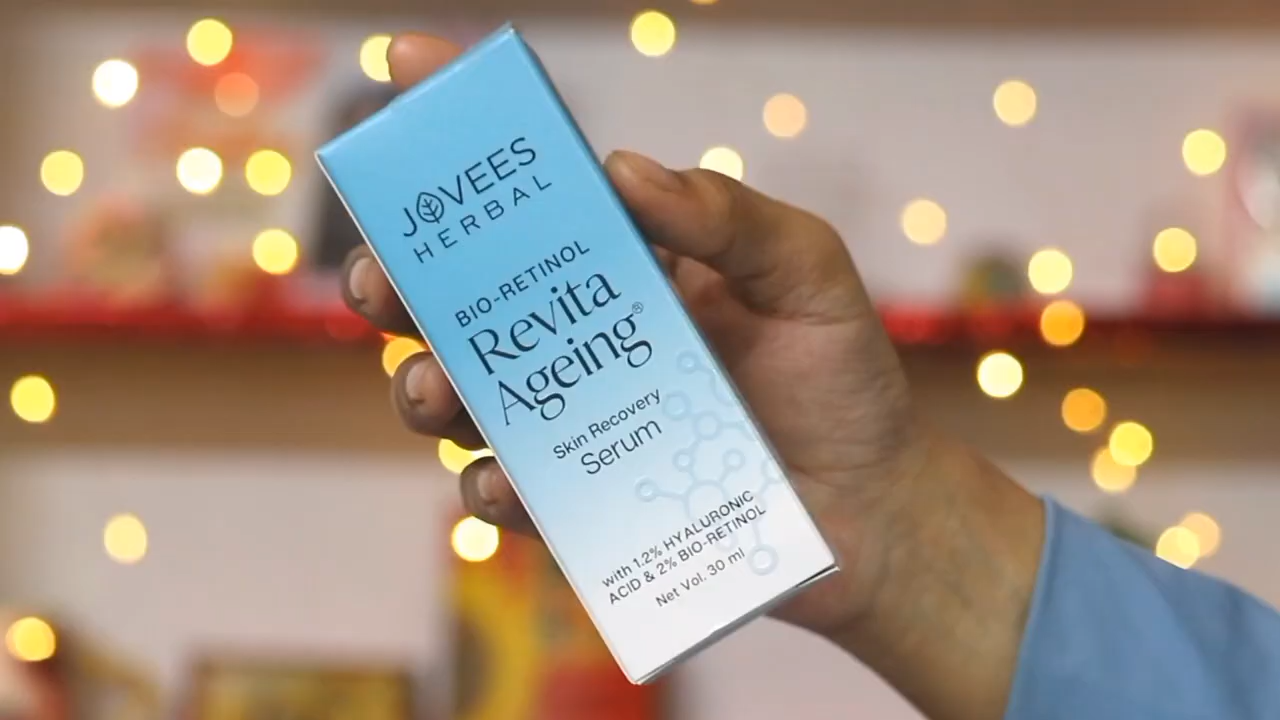 JOVEES
HERBAL
BIO-RETINOL
Revita
Ageing®
Skin Recovery
Serum
with 1.2% HYALURONIC
ACID & 2% BIO-RETINOL
Net Vol. 30 ml